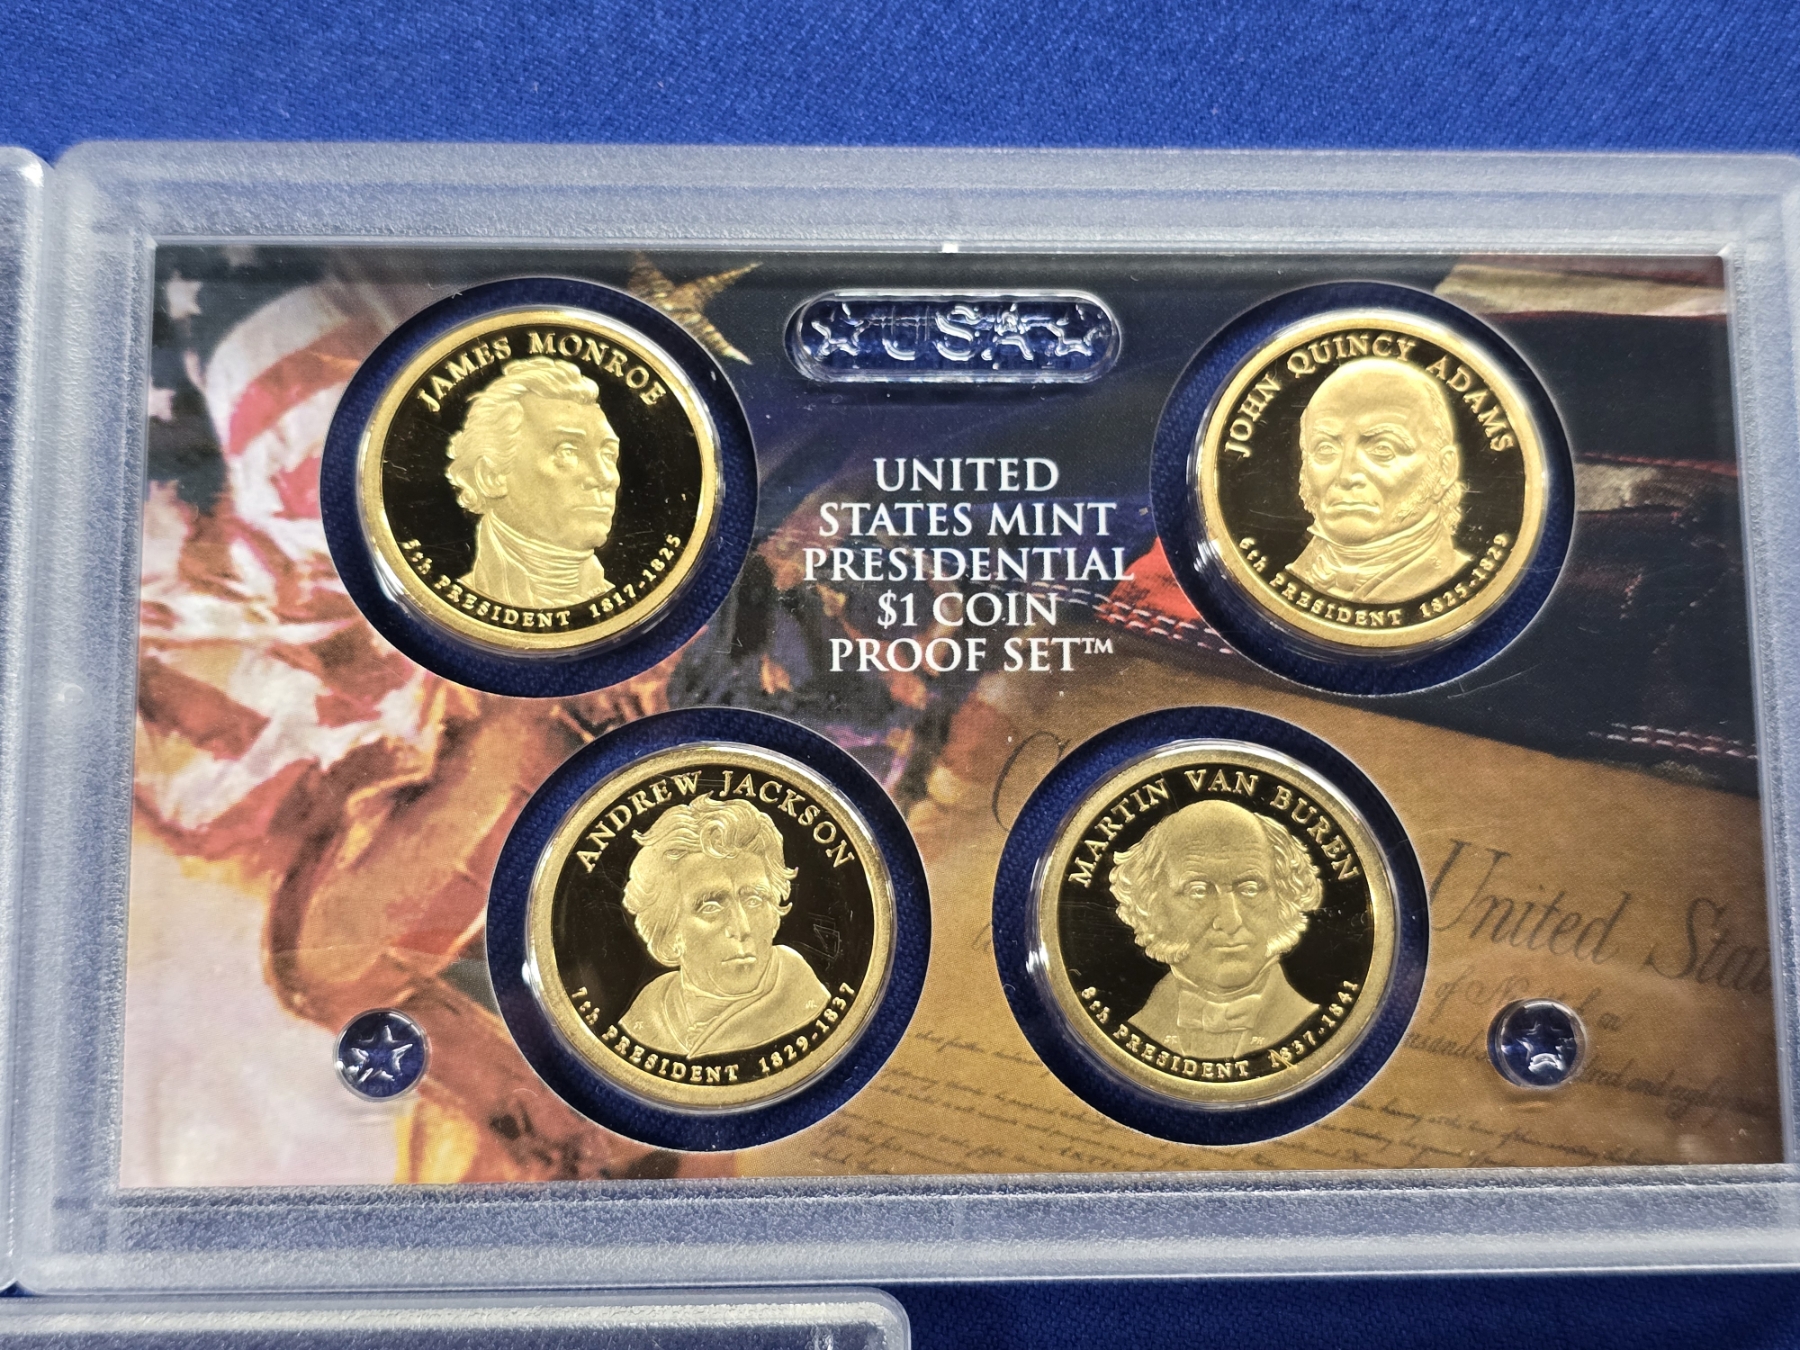 USA
UNITED
STATES MINT
PRESIDENTIAL
$1 COIN
PROOF SET™
JAMES MONROE
5th PRESIDENT 1817-1825
JOHN QUINCY ADAMS
6th PRESIDENT 1825-1829
ANDREW JACKSON
7th PRESIDENT 1829-1837
MARTIN VAN BUREN
8th PRESIDENT 1837-1841
United Sta